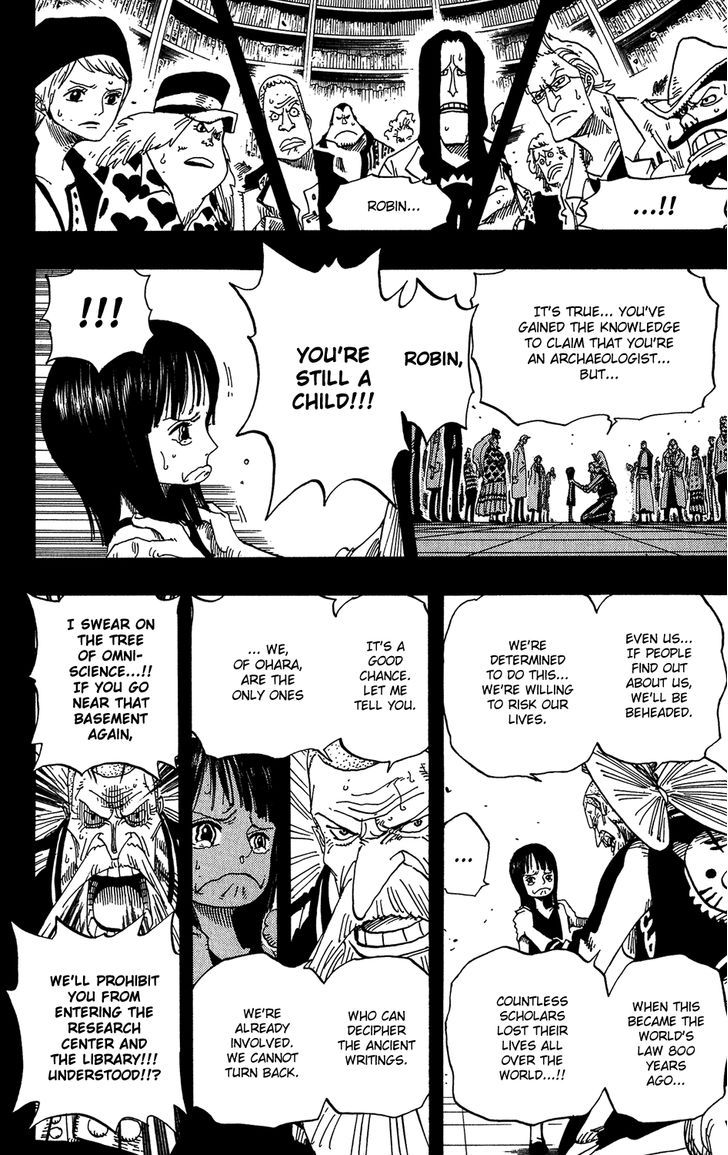 ...!!
ROBIN...
IT'S TRUE... YOU'VE
GAINED THE KNOWLEDGE
TO CLAIM THAT YOU'RE
AN ARCHAEOLOGIST...
BUT...
ROBIN,
YOU'RE
STILL A
CHILD!!!
!!!
EVEN US...
IF PEOPLE
FIND OUT
ABOUT US,
WE'LL BE
BEHEADED.
WE'RE
DETERMINED
TO DO THIS...
WE'RE WILLING
TO RISK OUR
LIVES.
...
WHEN THIS
BECAME THE
WORLD'S
LAW 800
YEARS
AGO...
COUNTLESS
SCHOLARS
LOST THEIR
LIVES ALL
OVER THE
WORLD...!!
IT'S A
GOOD
CHANCE.
LET ME
TELL YOU.
... WE,
OF OHARA,
ARE THE
ONLY ONES
WHO CAN
DECIPHER
THE ANCIENT
WRITINGS.
WE'RE
ALREADY
INVOLVED.
WE CANNOT
TURN BACK.
I SWEAR ON
THE TREE
OF OMNI-
SCIENCE...!!
IF YOU GO
NEAR THAT
BASEMENT
AGAIN,
WE'LL PROHIBIT
YOU FROM
ENTERING THE
RESEARCH
CENTER AND
THE LIBRARY!!!
UNDERSTOOD!!?